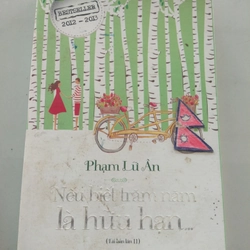 BESTSELLER
2012 - 2013
Phạm Lữ Ân
Nếu biết trăm năm
là hữu hạn...